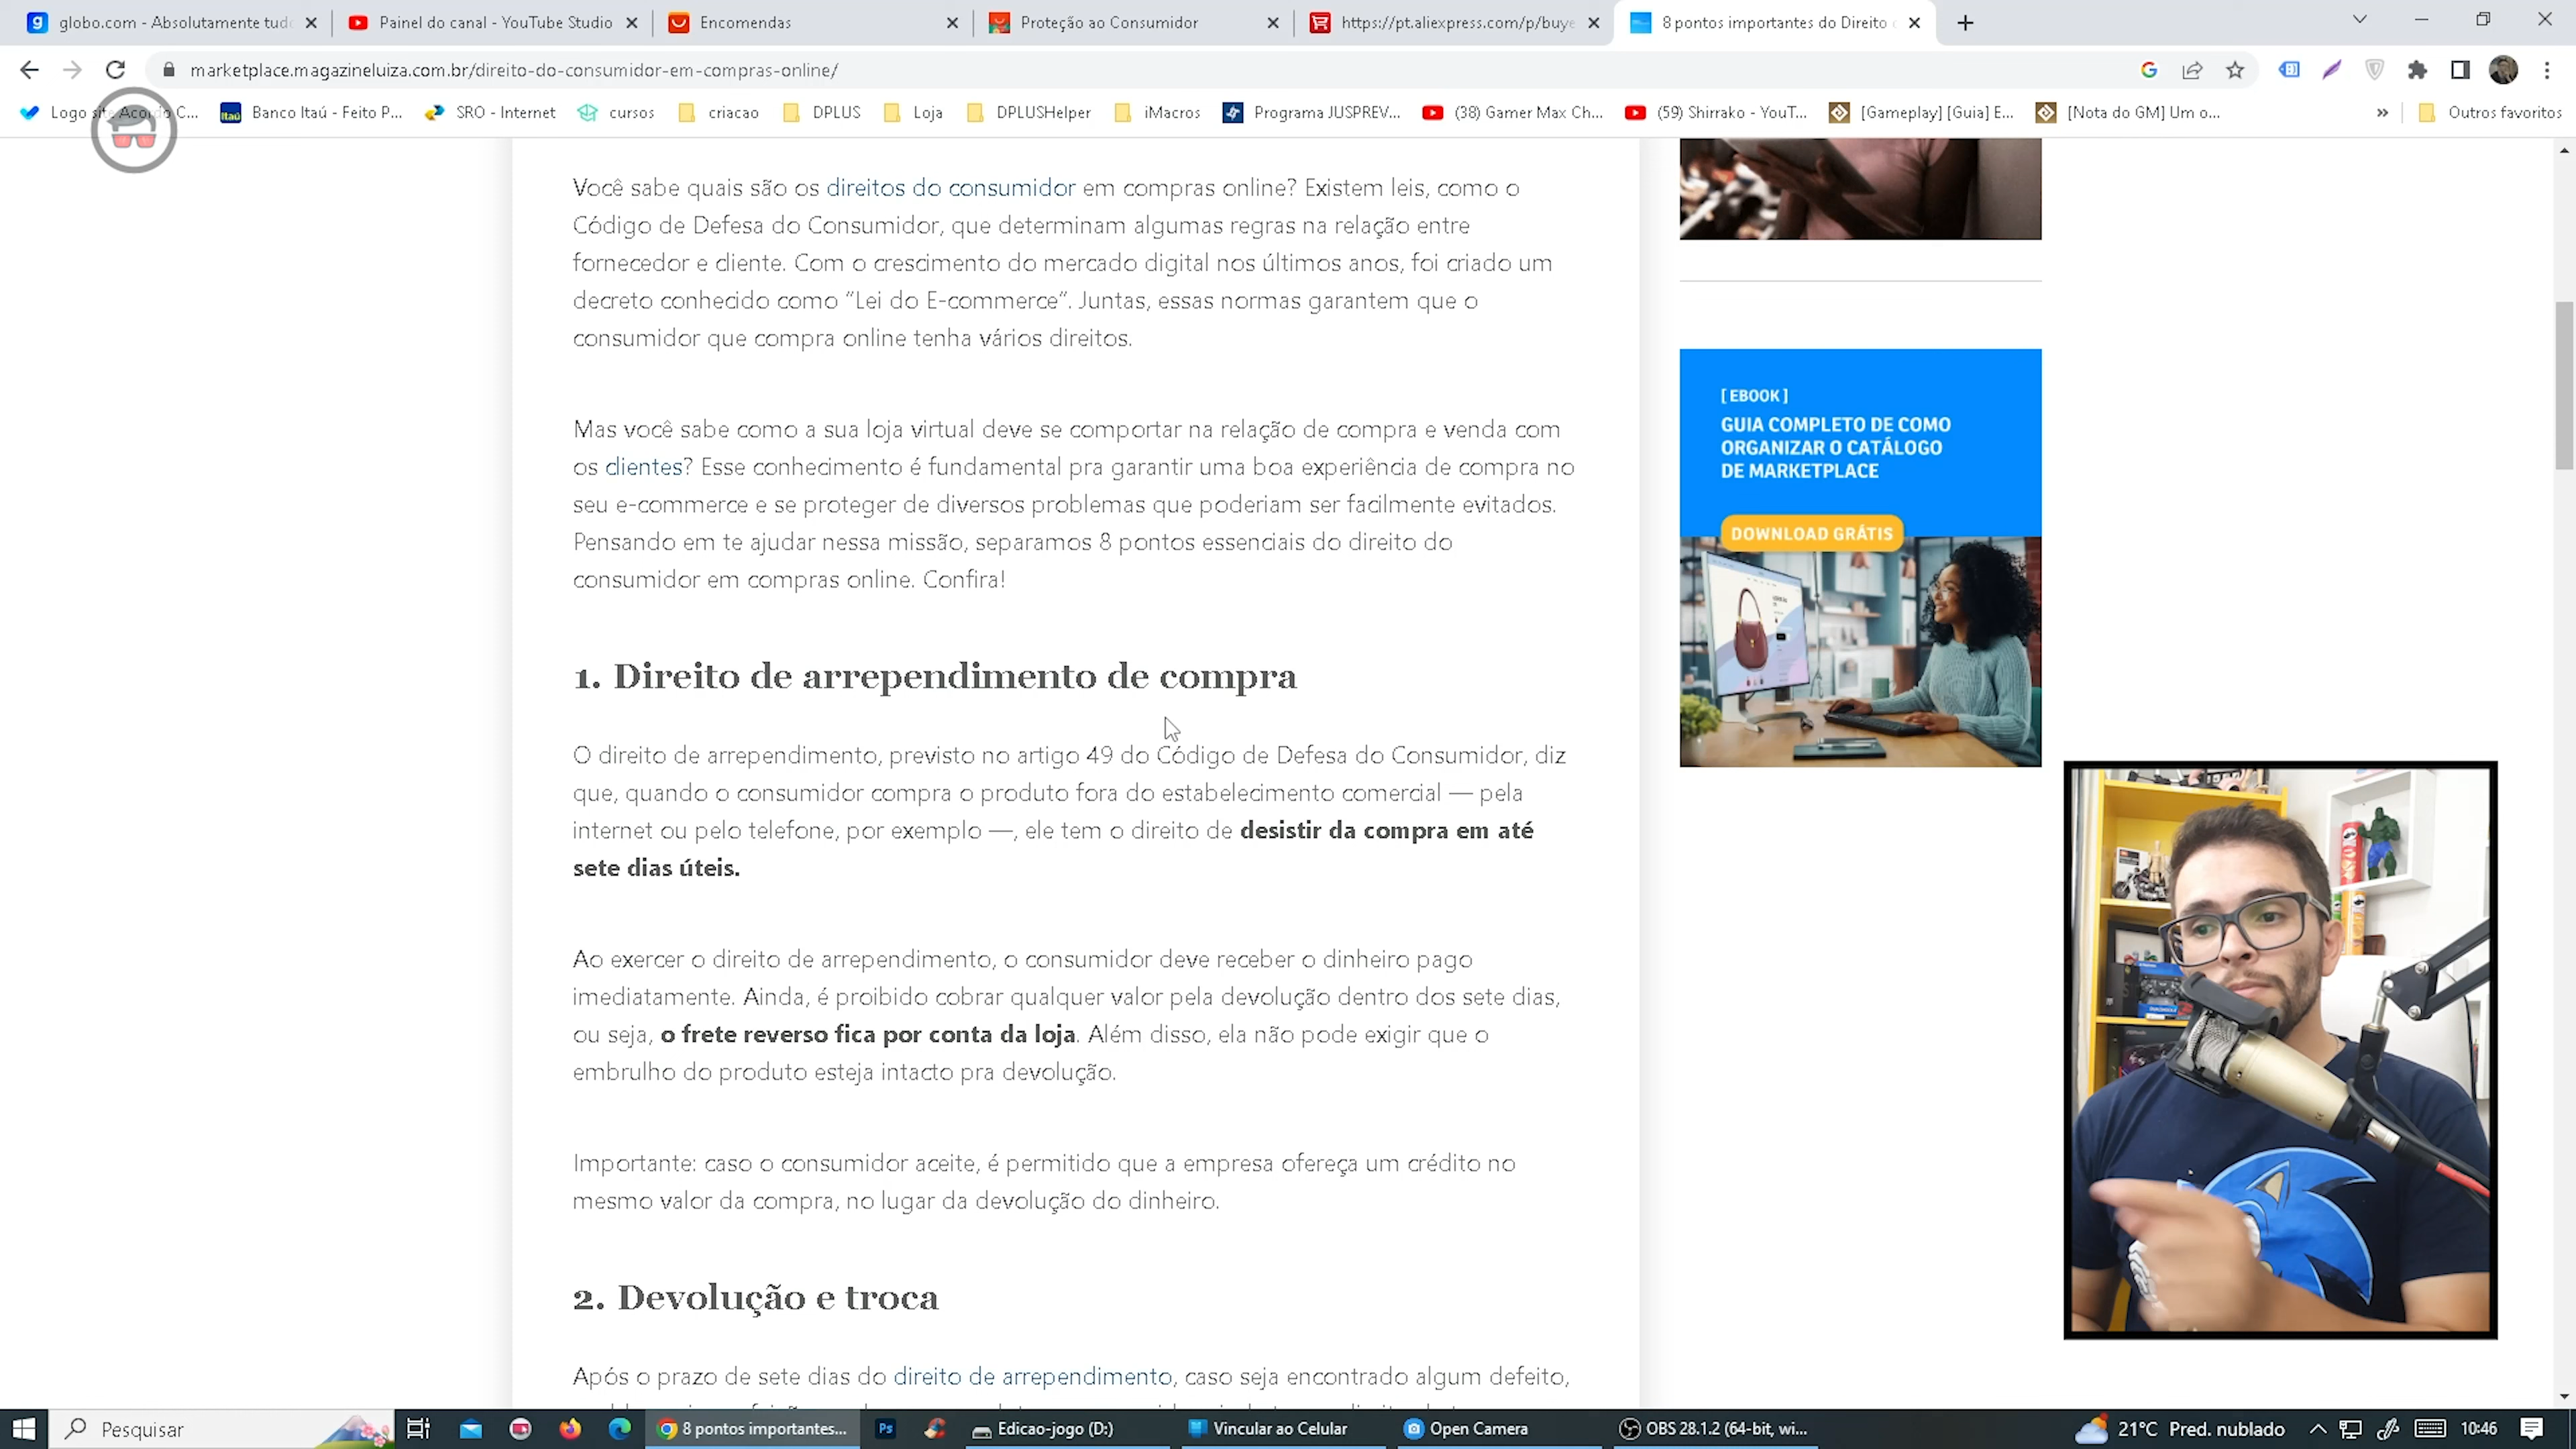 globo.com - Absolutamente tud
Painel do canal - YouTube Studio
Encomendas
Proteção ao Consumidor
https://pt.aliexpress.com/p/buye
8 pontos importantes do Direito
marketplace.magazineluiza.com.br/direito-do-consumidor-em-compras-online/
Logo site Acordo C...
Banco Itaú - Feito P...
SRO - Internet
cursos
criacao
DPLUS
Loja
DPLUSHelper
iMacros
Programa JUSPREV...
(38) Gamer Max Ch...
(59) Shirrako - YouT...
[Gameplay] [Guia] E...
[Nota do GM] Um o...
»
Outros favoritos
Você sabe quais são os direitos do consumidor em compras online? Existem leis, como o
Código de Defesa do Consumidor, que determinam algumas regras na relação entre
fornecedor e cliente. Com o crescimento do mercado digital nos últimos anos, foi criado um
decreto conhecido como “Lei do E-commerce”. Juntas, essas normas garantem que o
consumidor que compra online tenha vários direitos.
Mas você sabe como a sua loja virtual deve se comportar na relação de compra e venda com
os clientes? Esse conhecimento é fundamental pra garantir uma boa experiência de compra no
seu e-commerce e se proteger de diversos problemas que poderiam ser facilmente evitados.
Pensando em te ajudar nessa missão, separamos 8 pontos essenciais do direito do
consumidor em compras online. Confira!
1. Direito de arrependimento de compra
O direito de arrependimento, previsto no artigo 49 do Código de Defesa do Consumidor, diz
que, quando o consumidor compra o produto fora do estabelecimento comercial — pela
internet ou pelo telefone, por exemplo —, ele tem o direito de desistir da compra em até
sete dias úteis.
Ao exercer o direito de arrependimento, o consumidor deve receber o dinheiro pago
imediatamente. Ainda, é proibido cobrar qualquer valor pela devolução dentro dos sete dias,
ou seja, o frete reverso fica por conta da loja. Além disso, ela não pode exigir que o
embrulho do produto esteja intacto pra devolução.
Importante: caso o consumidor aceite, é permitido que a empresa ofereça um crédito no
mesmo valor da compra, no lugar da devolução do dinheiro.
2. Devolução e troca
Após o prazo de sete dias do direito de arrependimento, caso seja encontrado algum defeito,
[EBOOK]
GUIA COMPLETO DE COMO
ORGANIZAR O CATÁLOGO
DE MARKETPLACE
DOWNLOAD GRÁTIS
Pesquisar
8 pontos importantes...
Ps
Edicao-jogo (D:)
Vincular ao Celular
Open Camera
OBS 28.1.2 (64-bit, wi...
21°C Pred. nublado
10:46